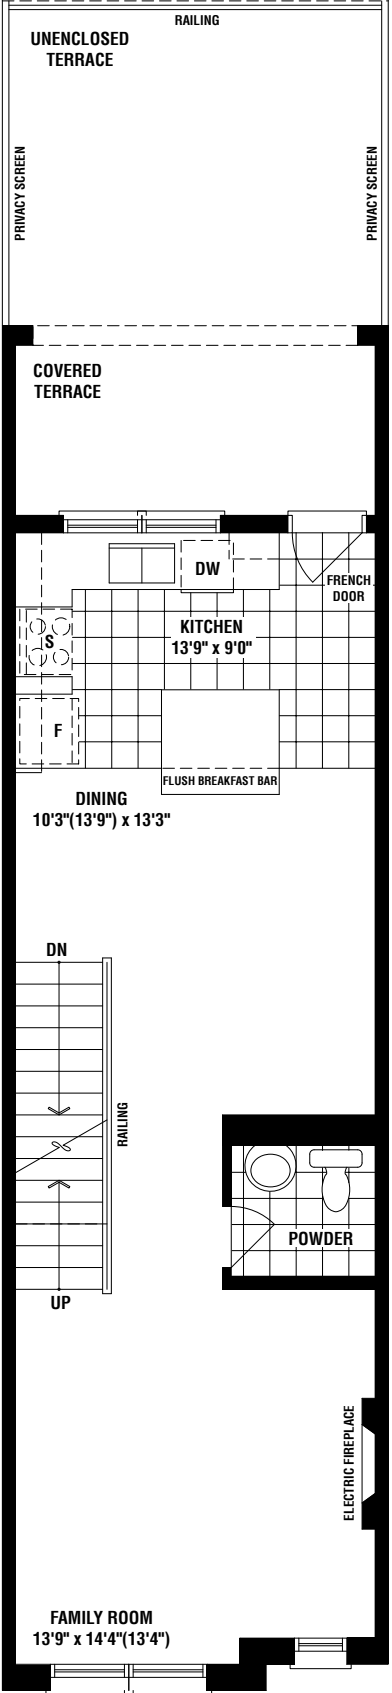 RAILING
UNENCLOSED
TERRACE
PRIVACY SCREEN
PRIVACY SCREEN
COVERED
TERRACE
DW
FRENCH
DOOR
S
KITCHEN
13'9" x 9'0"
F
FLUSH BREAKFAST BAR
DINING
10'3"(13'9") x 13'3"
DN
RAILING
POWDER
UP
ELECTRIC FIREPLACE
FAMILY ROOM
13'9" x 14'4"(13'4")